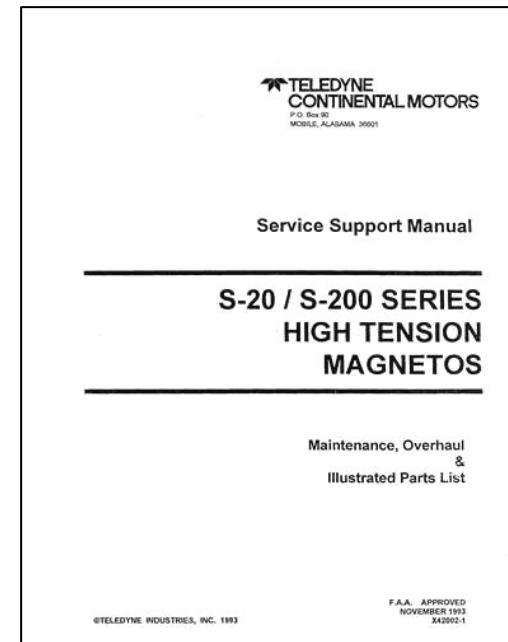 TELEDYNE
CONTINENTAL MOTORS
P.O. Box 90
MOBILE, ALABAMA 36601
Service Support Manual
S-20 / S-200 SERIES
HIGH TENSION
MAGNETOS
Maintenance, Overhaul
&
Illustrated Parts List
F.A.A. APPROVED
NOVEMBER 1993
©TELEDYNE INDUSTRIES, INC. 1993
X42002-1